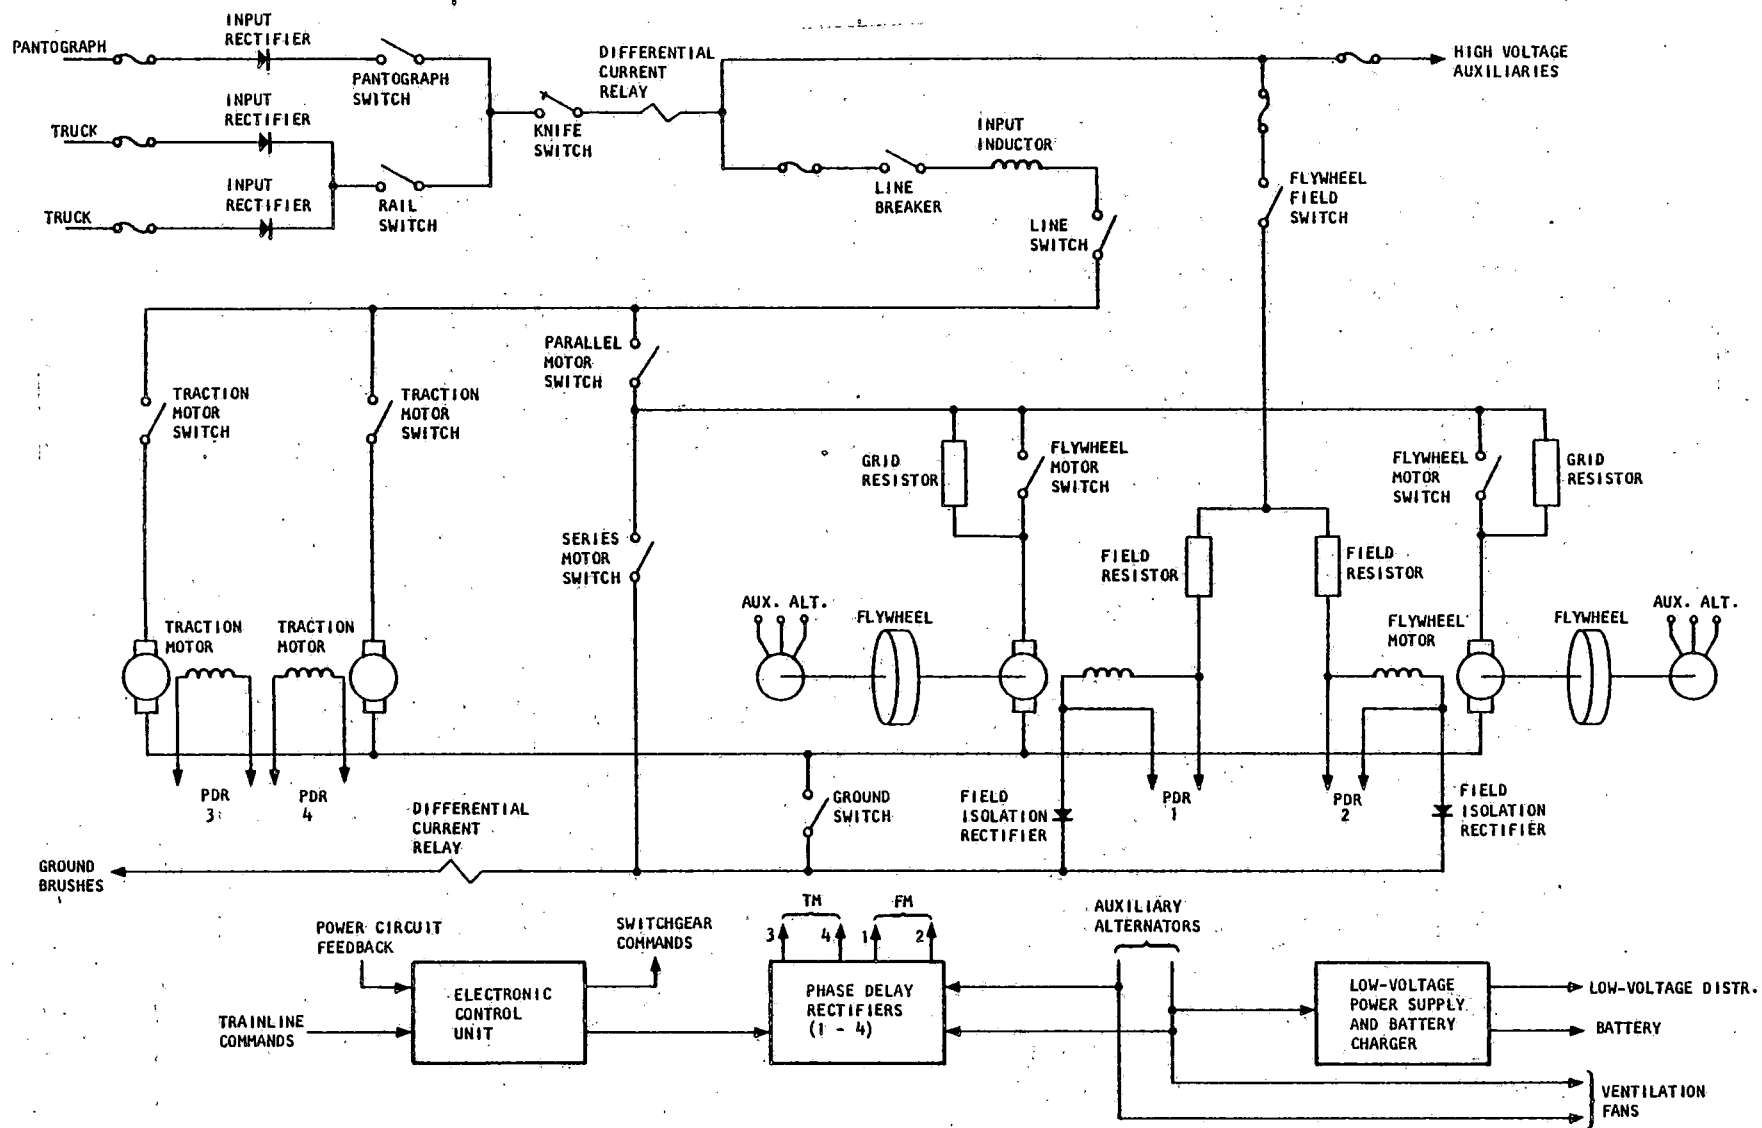 INPUT
RECTIFIER
PANTOGRAPH
PANTOGRAPH
SWITCH
DIFFERENTIAL
CURRENT
RELAY
HIGH VOLTAGE
AUXILIARIES
INPUT
RECTIFIER
TRUCK
KNIFE
SWITCH
INPUT
INDUCTOR
INPUT
RECTIFIER
TRUCK
RAIL
SWITCH
LINE
BREAKER
FLYWHEEL
FIELD
SWITCH
LINE
SWITCH
PARALLEL
MOTOR
SWITCH
TRACTION
MOTOR
SWITCH
TRACTION
MOTOR
SWITCH
GRID
RESISTOR
FLYWHEEL
MOTOR
SWITCH
FLYWHEEL
MOTOR
SWITCH
GRID
RESISTOR
SERIES
MOTOR
SWITCH
FIELD
RESISTOR
FIELD
RESISTOR
AUX. ALT.
FLYWHEEL
FLYWHEEL
MOTOR
FLYWHEEL
AUX. ALT.
TRACTION
MOTOR
TRACTION
MOTOR
PDR
3
PDR
4
DIFFERENTIAL
CURRENT
RELAY
GROUND
SWITCH
FIELD
ISOLATION
RECTIFIER
PDR
1
PDR
2
FIELD
ISOLATION
RECTIFIER
GROUND
BRUSHES
POWER CIRCUIT
FEEDBACK
SWITCHGEAR
COMMANDS
TM
FM
3
4
1
2
AUXILIARY
ALTERNATORS
TRAINLINE
COMMANDS
ELECTRONIC
CONTROL
UNIT
PHASE DELAY
RECTIFIERS
(1 - 4)
LOW-VOLTAGE
POWER SUPPLY
AND BATTERY
CHARGER
LOW-VOLTAGE DISTR.
BATTERY
VENTILATION
FANS